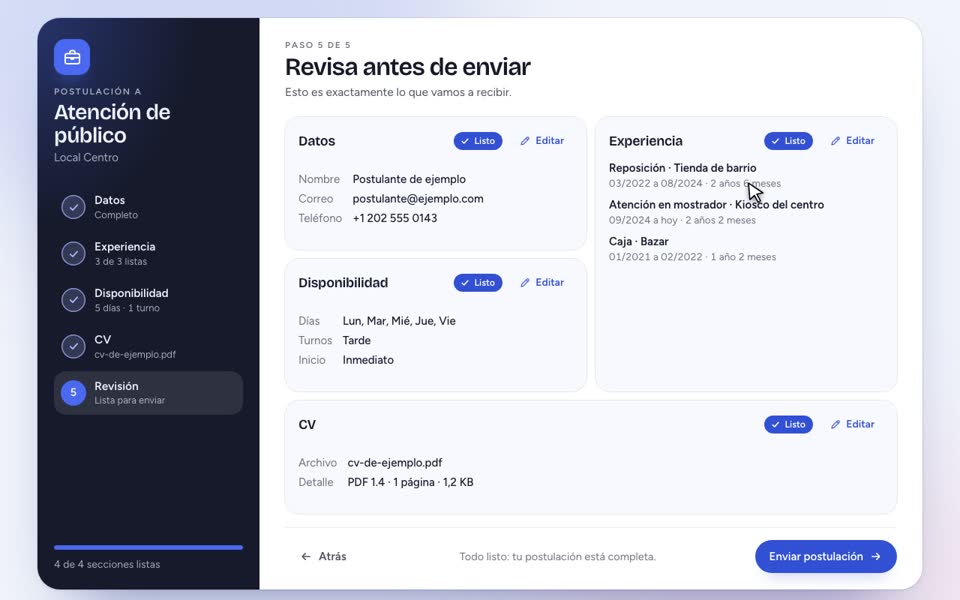 POSTULACIÓN A
Atención de
público
Local Centro
Datos
Completo
Experiencia
3 de 3 listas
Disponibilidad
5 días · 1 turno
CV
cv-de-ejemplo.pdf
5
Revisión
Lista para enviar
4 de 4 secciones listas
PASO 5 DE 5
Revisa antes de enviar
Esto es exactamente lo que vamos a recibir.
Datos Listo Editar
Nombre Postulante de ejemplo
Correo postulante@ejemplo.com
Teléfono +1 202 555 0143
Experiencia Listo Editar
Reposición · Tienda de barrio
03/2022 a 08/2024 · 2 años 6 meses
Atención en mostrador · Kiosco del centro
09/2024 a hoy · 2 años 2 meses
Caja · Bazar
01/2021 a 02/2022 · 1 año 2 meses
Disponibilidad Listo Editar
Días Lun, Mar, Mié, Jue, Vie
Turnos Tarde
Inicio Inmediato
CV Listo Editar
Archivo cv-de-ejemplo.pdf
Detalle PDF 1.4 · 1 página · 1,2 KB
Atrás
Todo listo: tu postulación está completa.
Enviar postulación